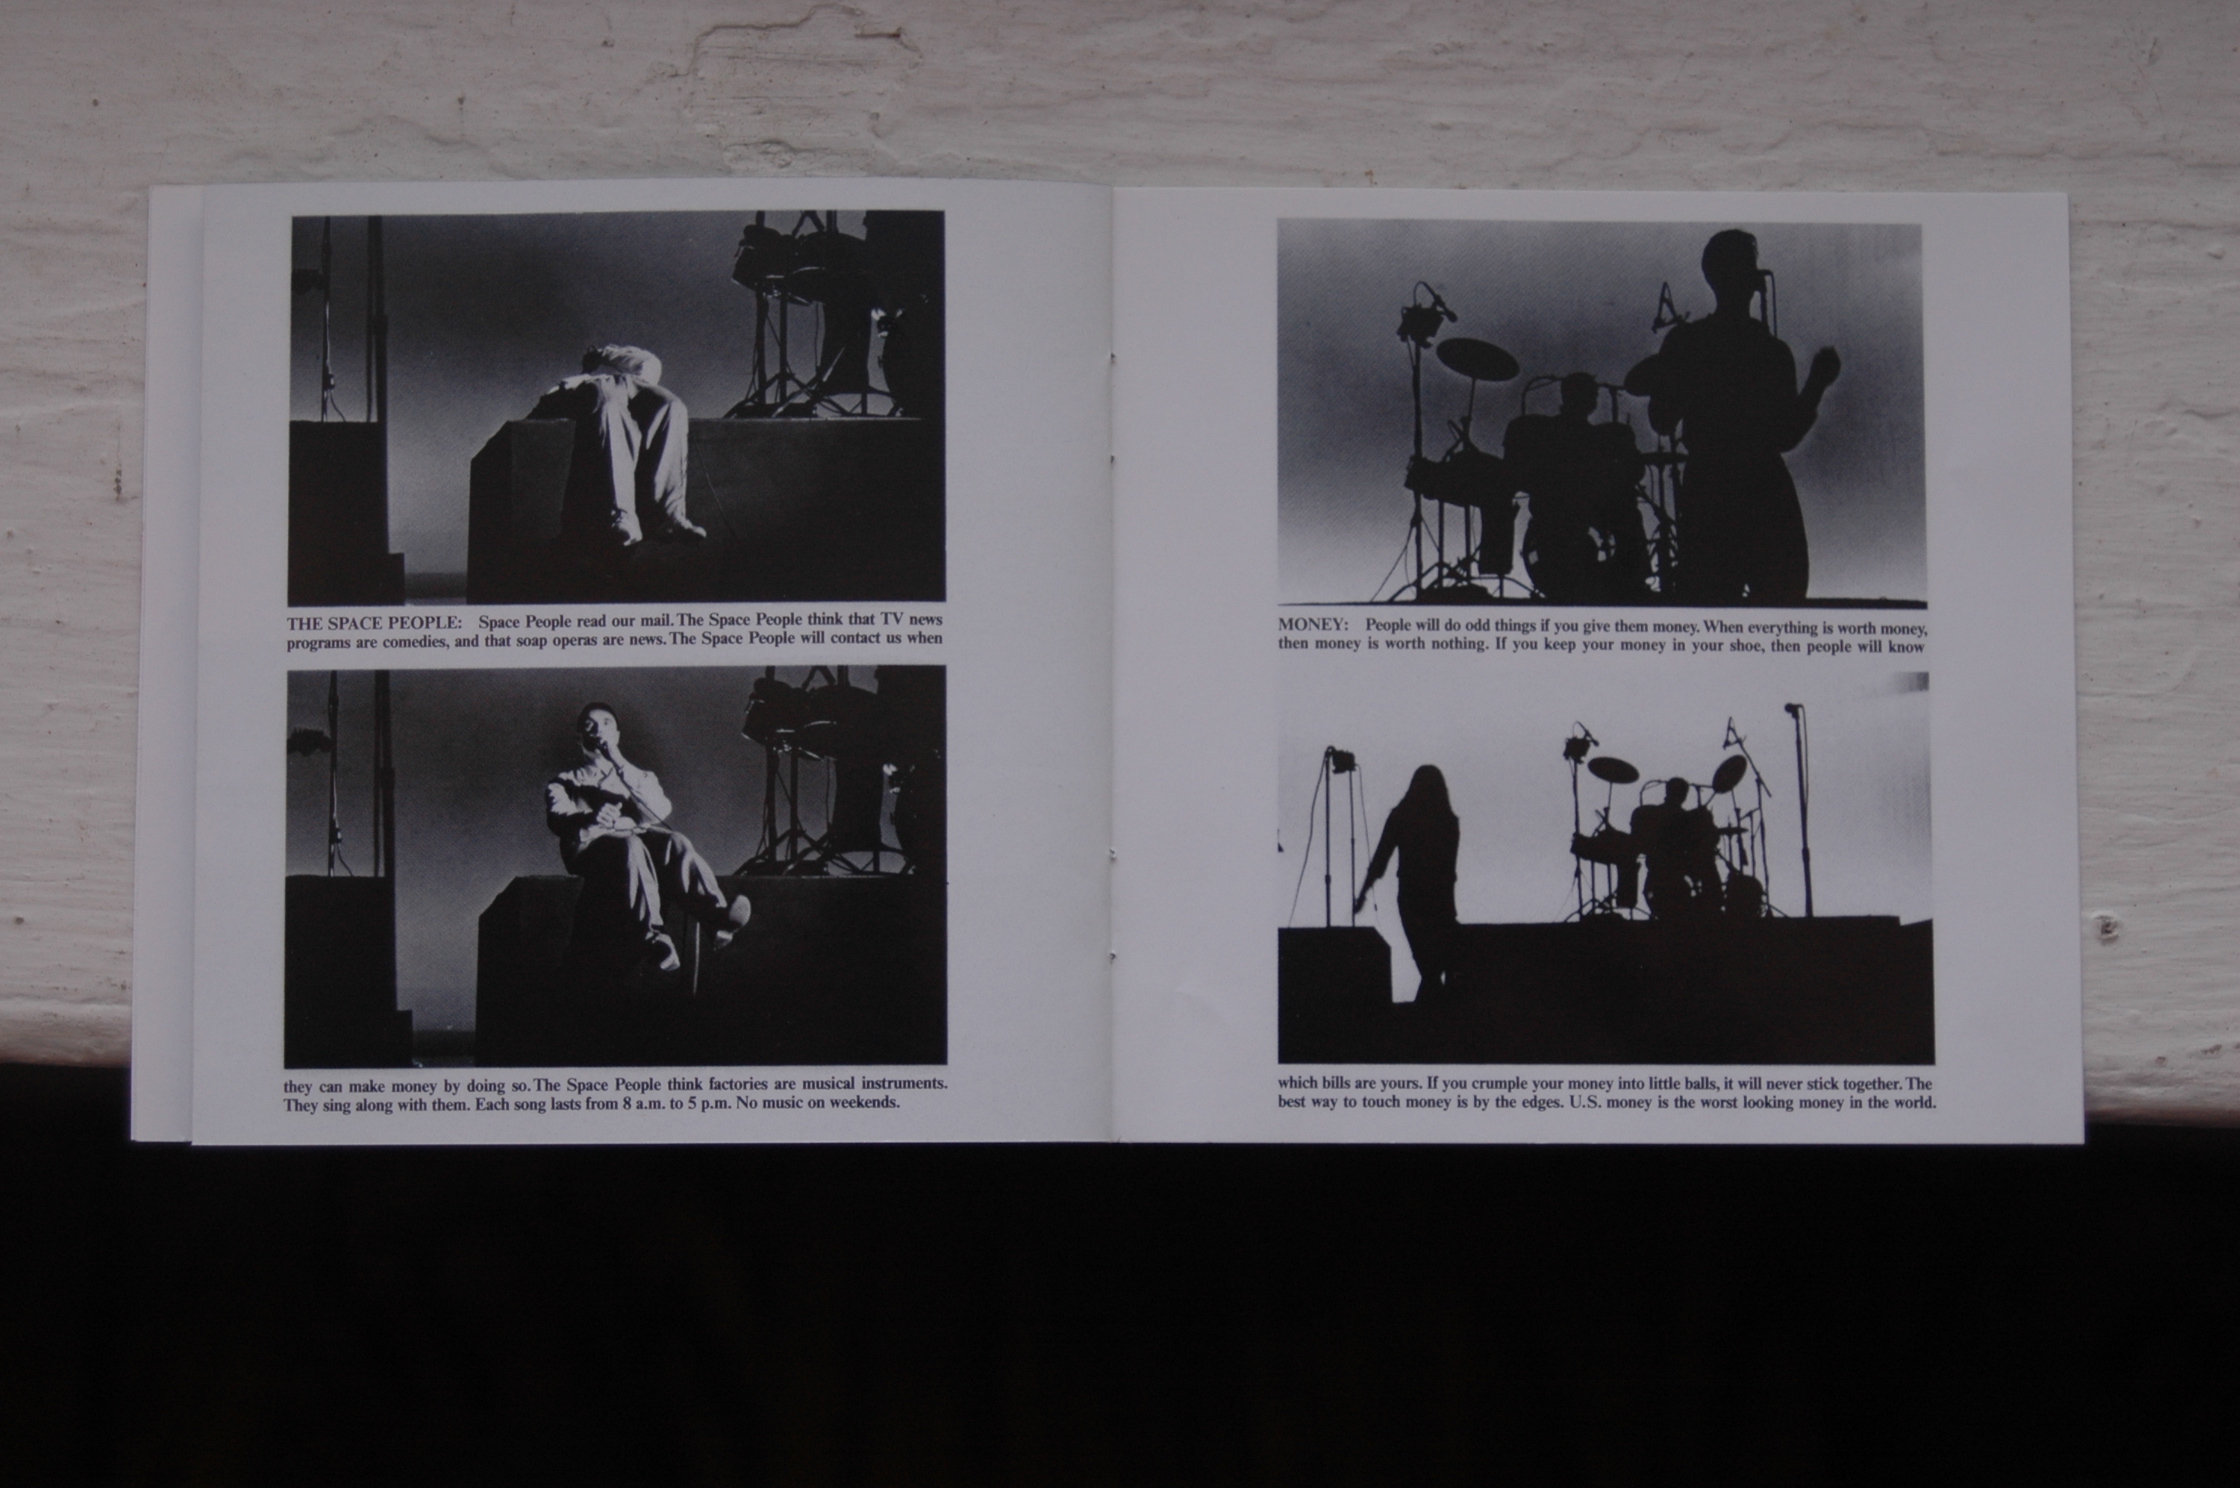 THE SPACE PEOPLE: Space People read our mail. The Space People think that TV news
programs are comedies, and that soap operas are news. The Space People will contact us when
they can make money by doing so. The Space People think factories are musical instruments.
They sing along with them. Each song lasts from 8 a.m. to 5 p.m. No music on weekends.
MONEY: People will do odd things if you give them money. When everything is worth money,
then money is worth nothing. If you keep your money in your shoe, then people will know
which bills are yours. If you crumple your money into little balls, it will never stick together. The
best way to touch money is by the edges. U.S. money is the worst looking money in the world.